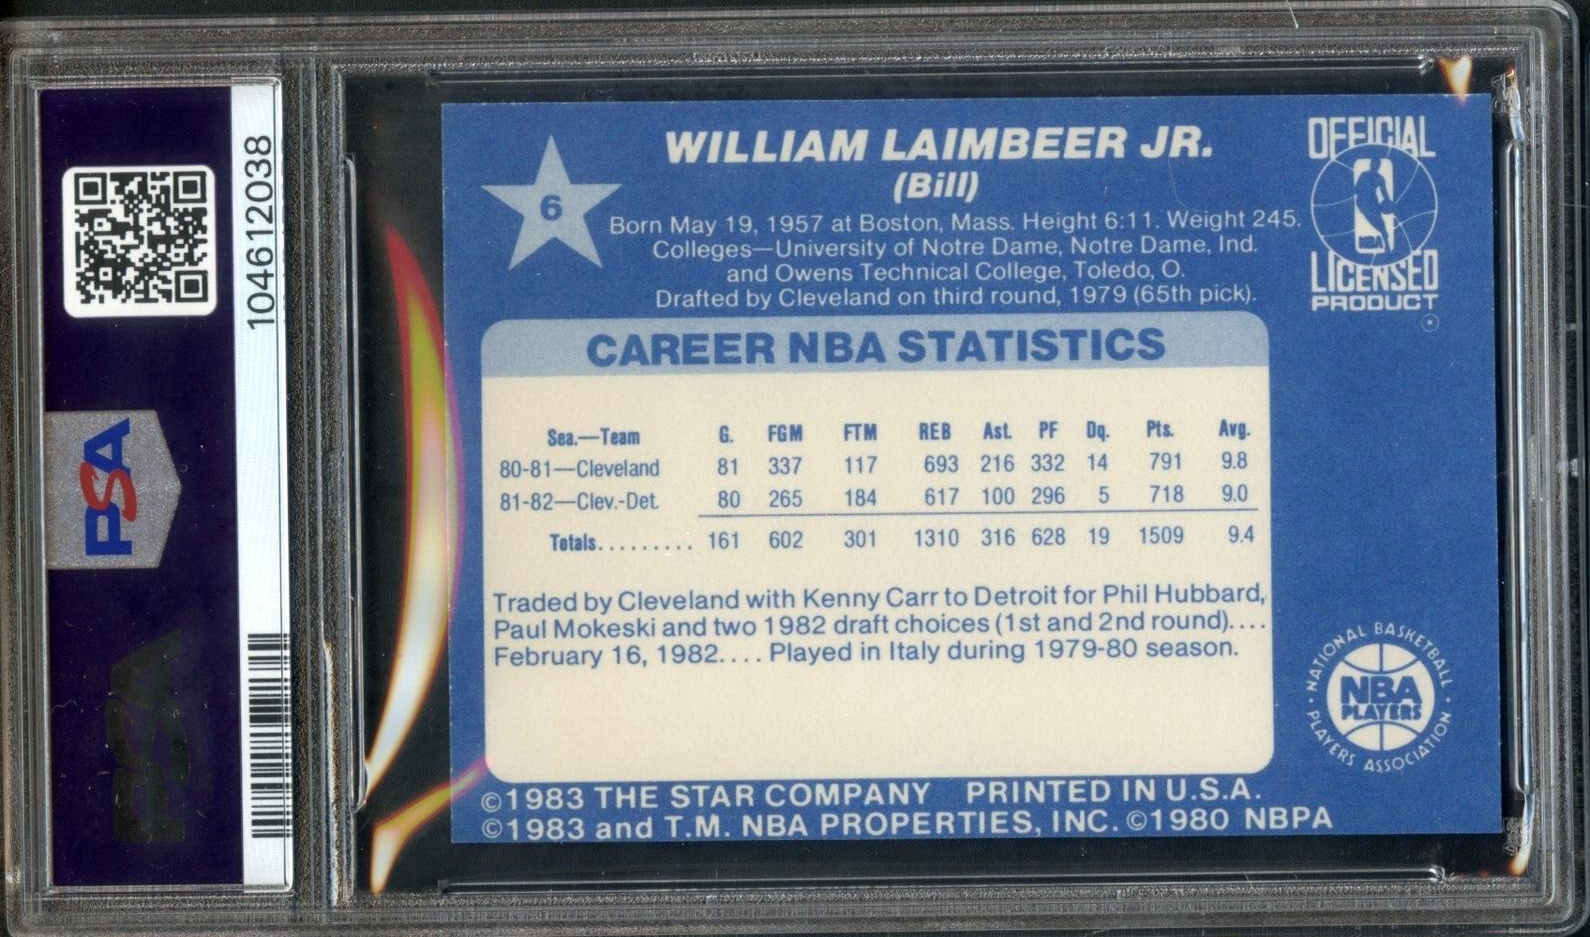 104612038
PSA
PSA
6
WILLIAM LAIMBEER JR.
(Bill)
Born May 19, 1957 at Boston, Mass. Height 6:11. Weight 245.
Colleges—University of Notre Dame, Notre Dame, Ind.
and Owens Technical College, Toledo, O.
Drafted by Cleveland on third round, 1979 (65th pick).
OFFICIAL
LICENSED
PRODUCT
CAREER NBA STATISTICS
Sea.—Team G. FGM FTM REB Ast. PF Dq. Pts. Avg.
80-81—Cleveland 81 337 117 693 216 332 14 791 9.8
81-82—Clev.-Det. 80 265 184 617 100 296 5 718 9.0
Totals.......... 161 602 301 1310 316 628 19 1509 9.4
Traded by Cleveland with Kenny Carr to Detroit for Phil Hubbard,
Paul Mokeski and two 1982 draft choices (1st and 2nd round)....
February 16, 1982.... Played in Italy during 1979-80 season.
NATIONAL BASKETBALL
NBA
PLAYERS
PLAYERS ASSOCIATION
©1983 THE STAR COMPANY PRINTED IN U.S.A.
©1983 and T.M. NBA PROPERTIES, INC. ©1980 NBPA